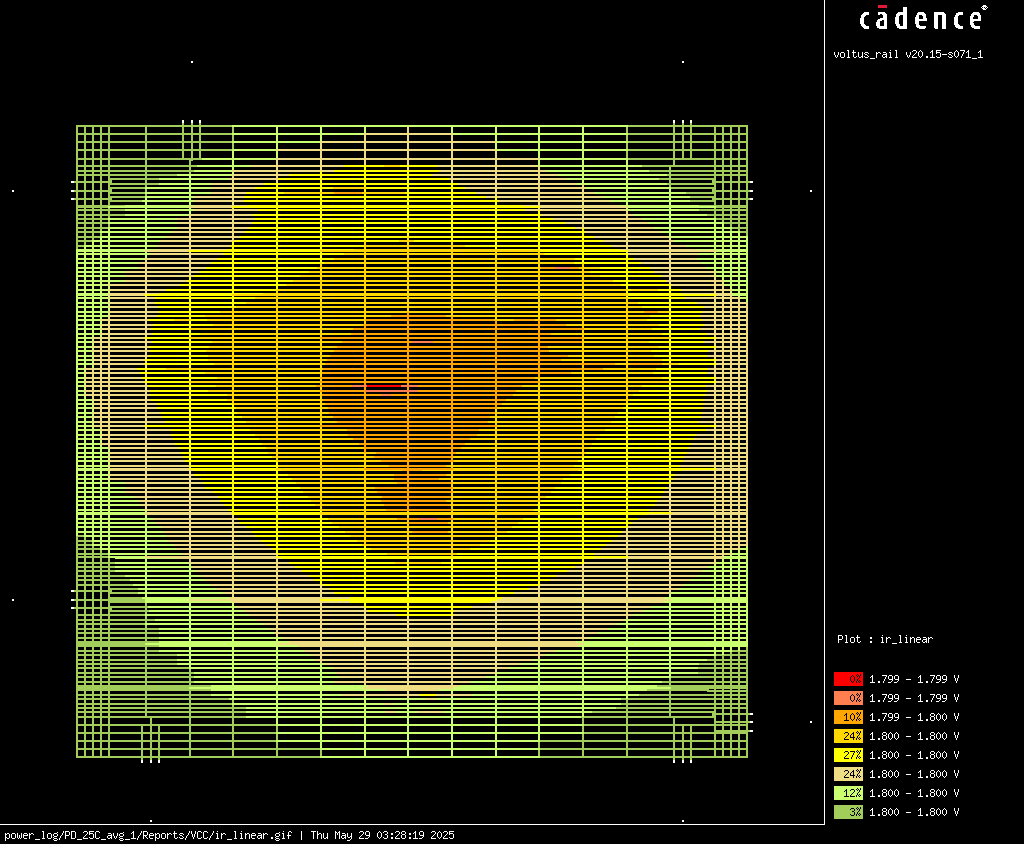 cādence®
voltus_rail v20.15-s071_1
Plot : ir_linear
0% 1.799 - 1.799 V
0% 1.799 - 1.799 V
10% 1.799 - 1.800 V
24% 1.800 - 1.800 V
27% 1.800 - 1.800 V
24% 1.800 - 1.800 V
12% 1.800 - 1.800 V
3% 1.800 - 1.800 V
power_log/PD_25C_avg_1/Reports/VCC/ir_linear.gif | Thu May 29 03:28:19 2025